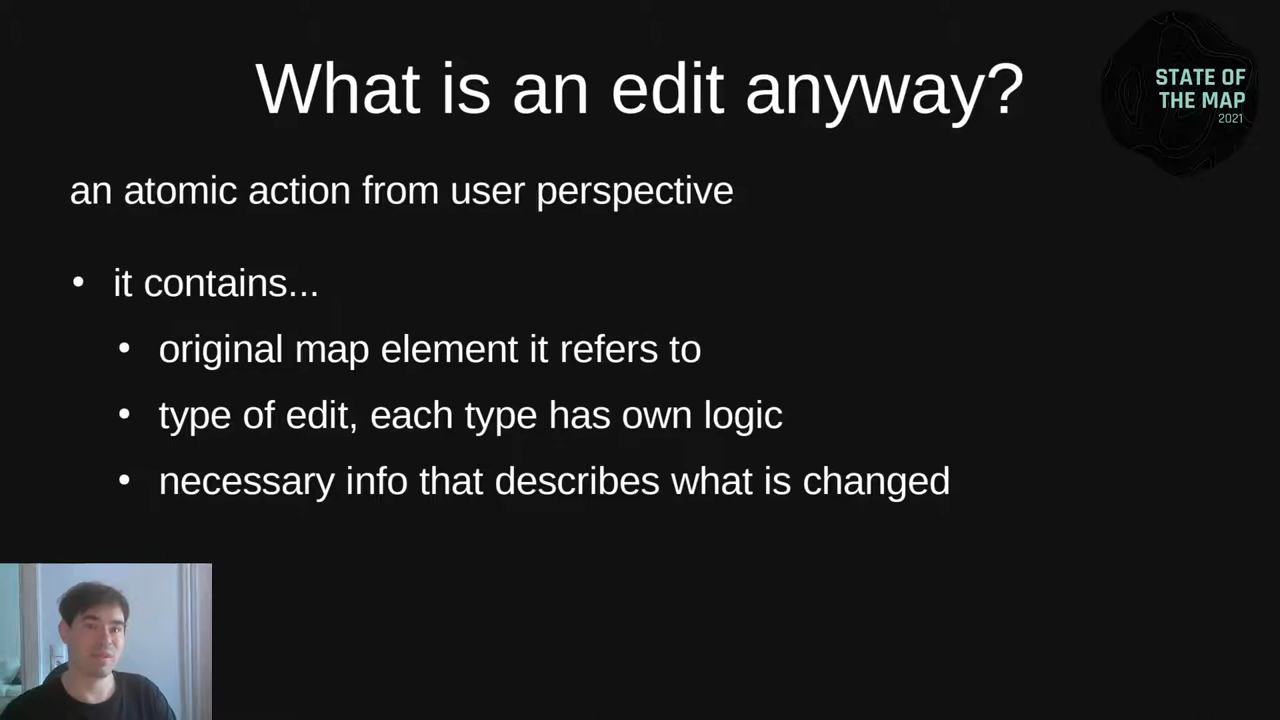 What is an edit anyway?
STATE OF
THE MAP
2021
an atomic action from user perspective
• it contains...
• original map element it refers to
• type of edit, each type has own logic
• necessary info that describes what is changed